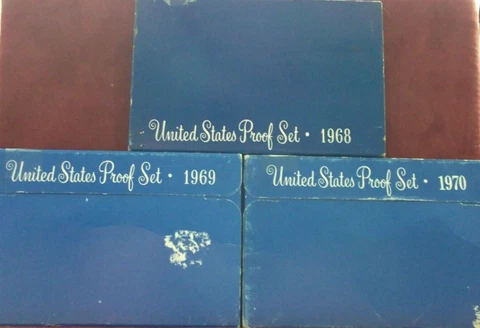 United States Proof Set • 1968
United States Proof Set • 1969
United States Proof Set • 1970